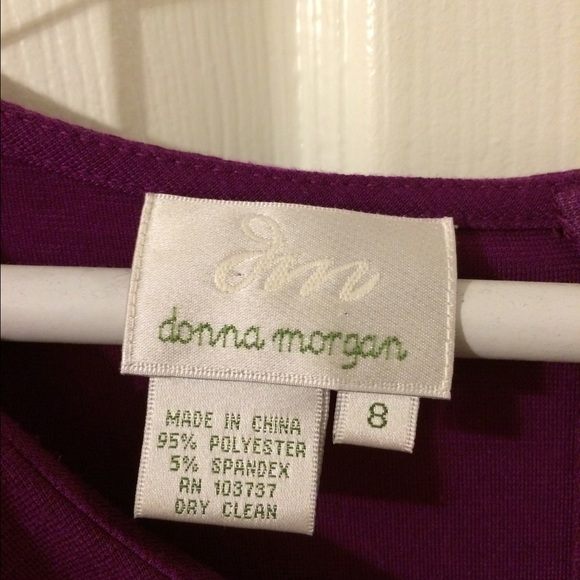 dm
donna morgan
8
MADE IN CHINA
95% POLYESTER
5% SPANDEX
RN 103737
DRY CLEAN